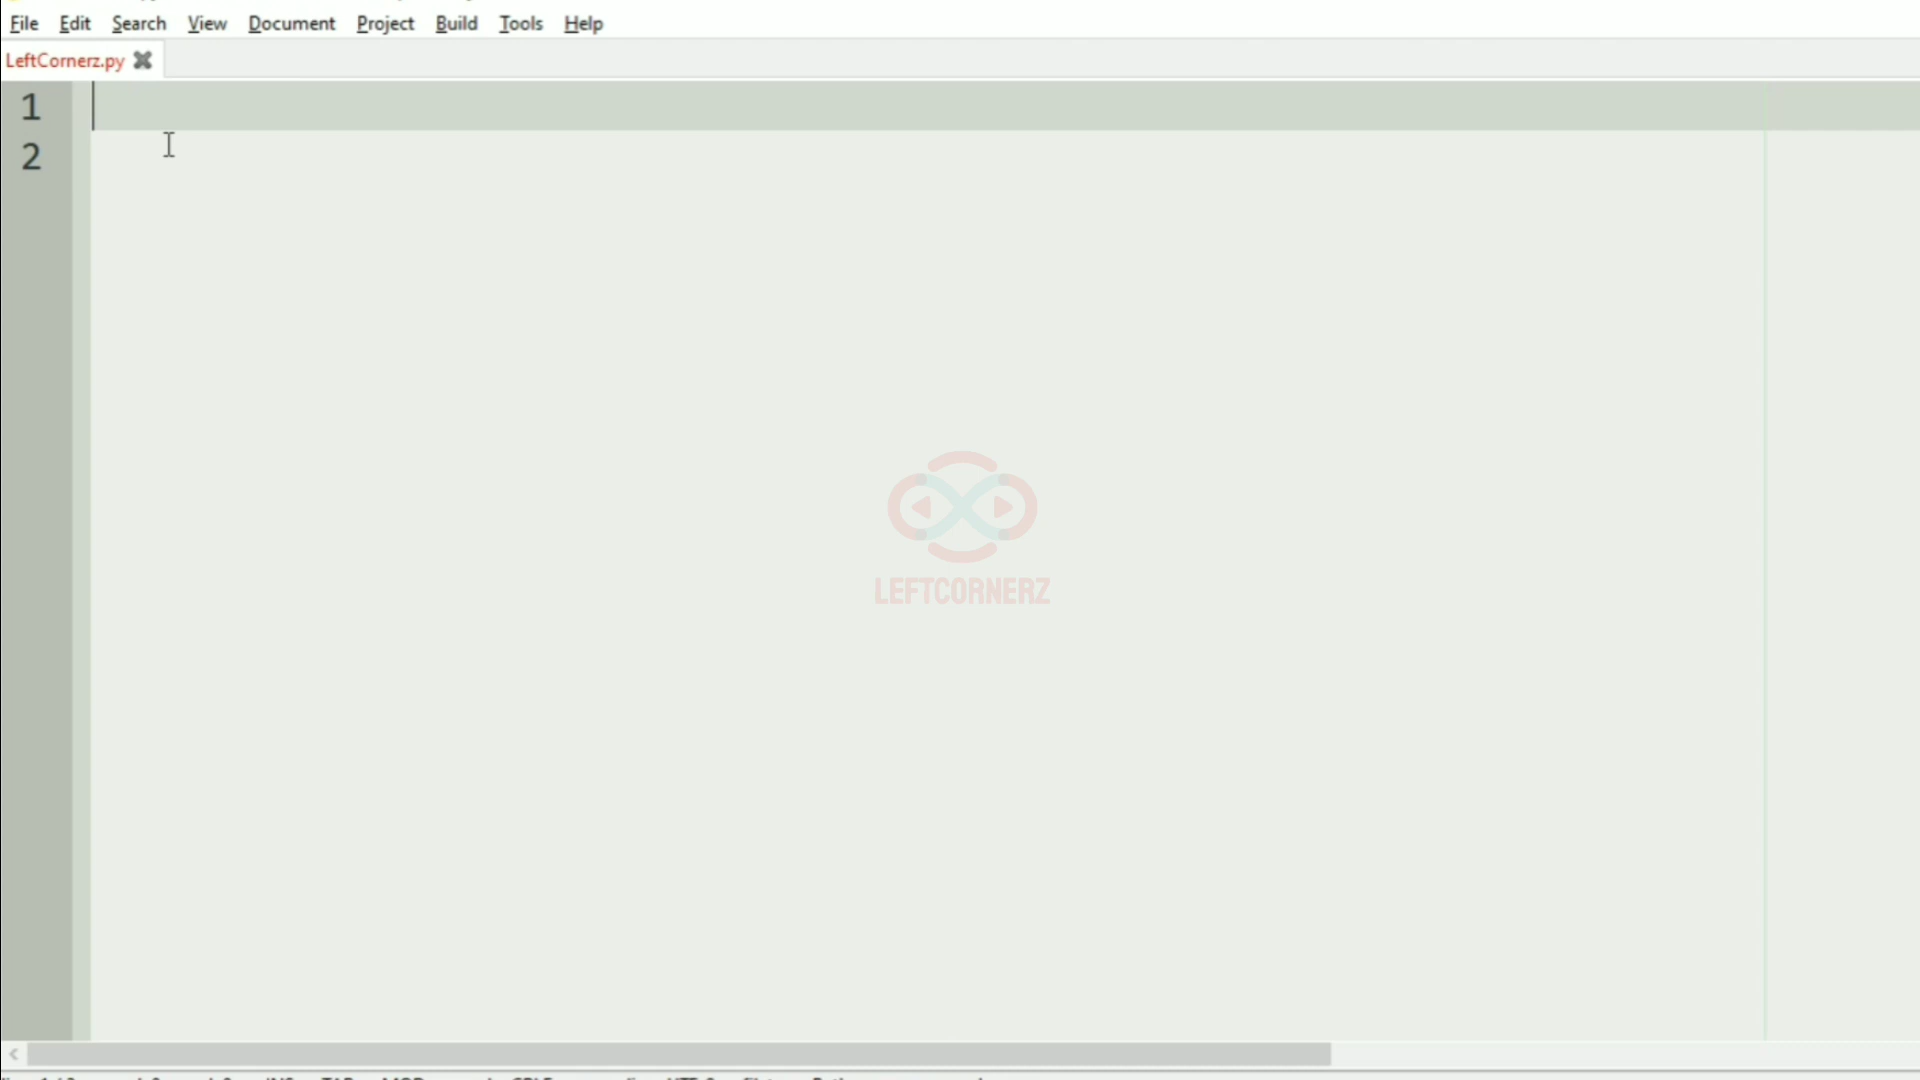 File Edit Search View Document Project Build Tools Help
LeftCornerz.py
1
2
LEFTCORNERZ